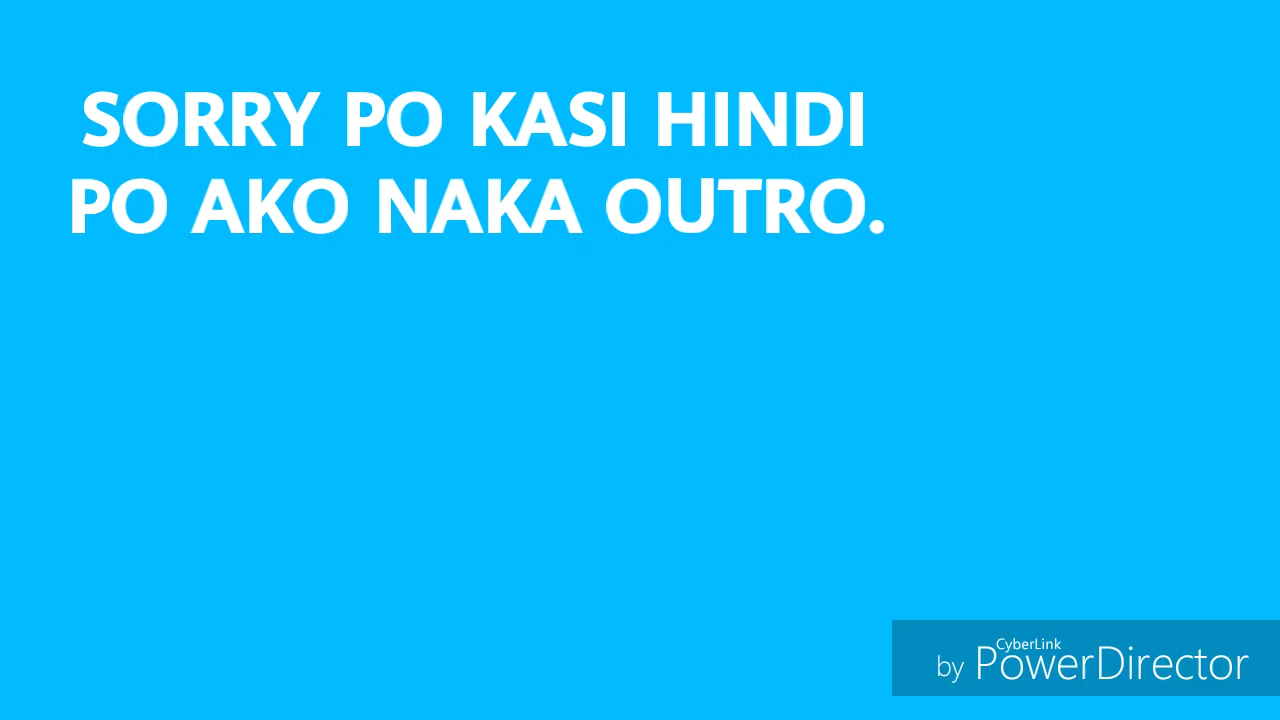 SORRY PO KASI HINDI
PO AKO NAKA OUTRO.
CyberLink
by PowerDirector